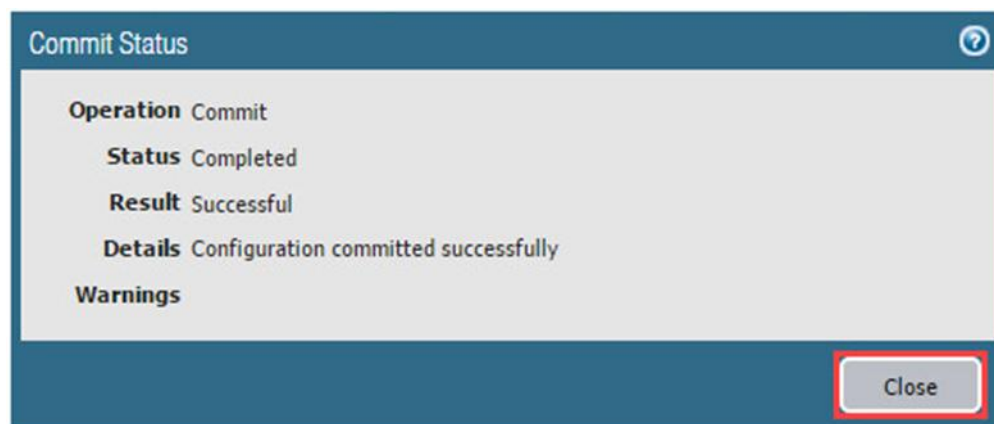 Commit Status
Operation Commit
Status Completed
Result Successful
Details Configuration committed successfully
Warnings
Close